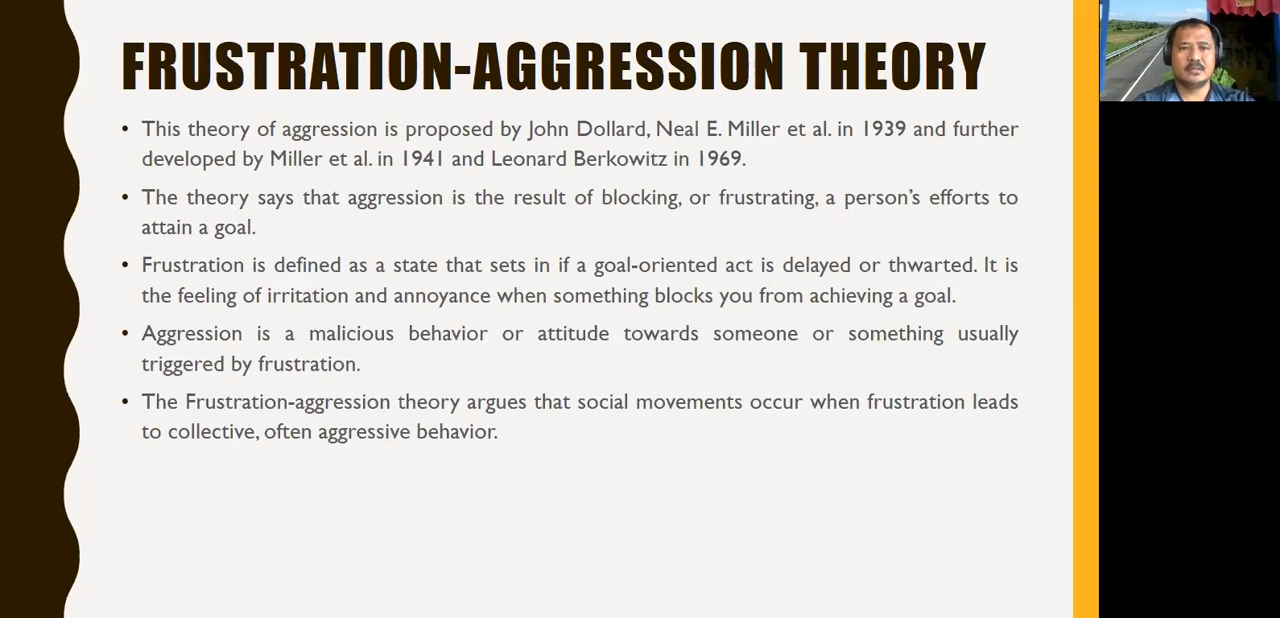 FRUSTRATION-AGGRESSION THEORY
• This theory of aggression is proposed by John Dollard, Neal E. Miller et al. in 1939 and further
developed by Miller et al. in 1941 and Leonard Berkowitz in 1969.
• The theory says that aggression is the result of blocking, or frustrating, a person's efforts to
attain a goal.
• Frustration is defined as a state that sets in if a goal-oriented act is delayed or thwarted. It is
the feeling of irritation and annoyance when something blocks you from achieving a goal.
• Aggression is a malicious behavior or attitude towards someone or something usually
triggered by frustration.
• The Frustration-aggression theory argues that social movements occur when frustration leads
to collective, often aggressive behavior.